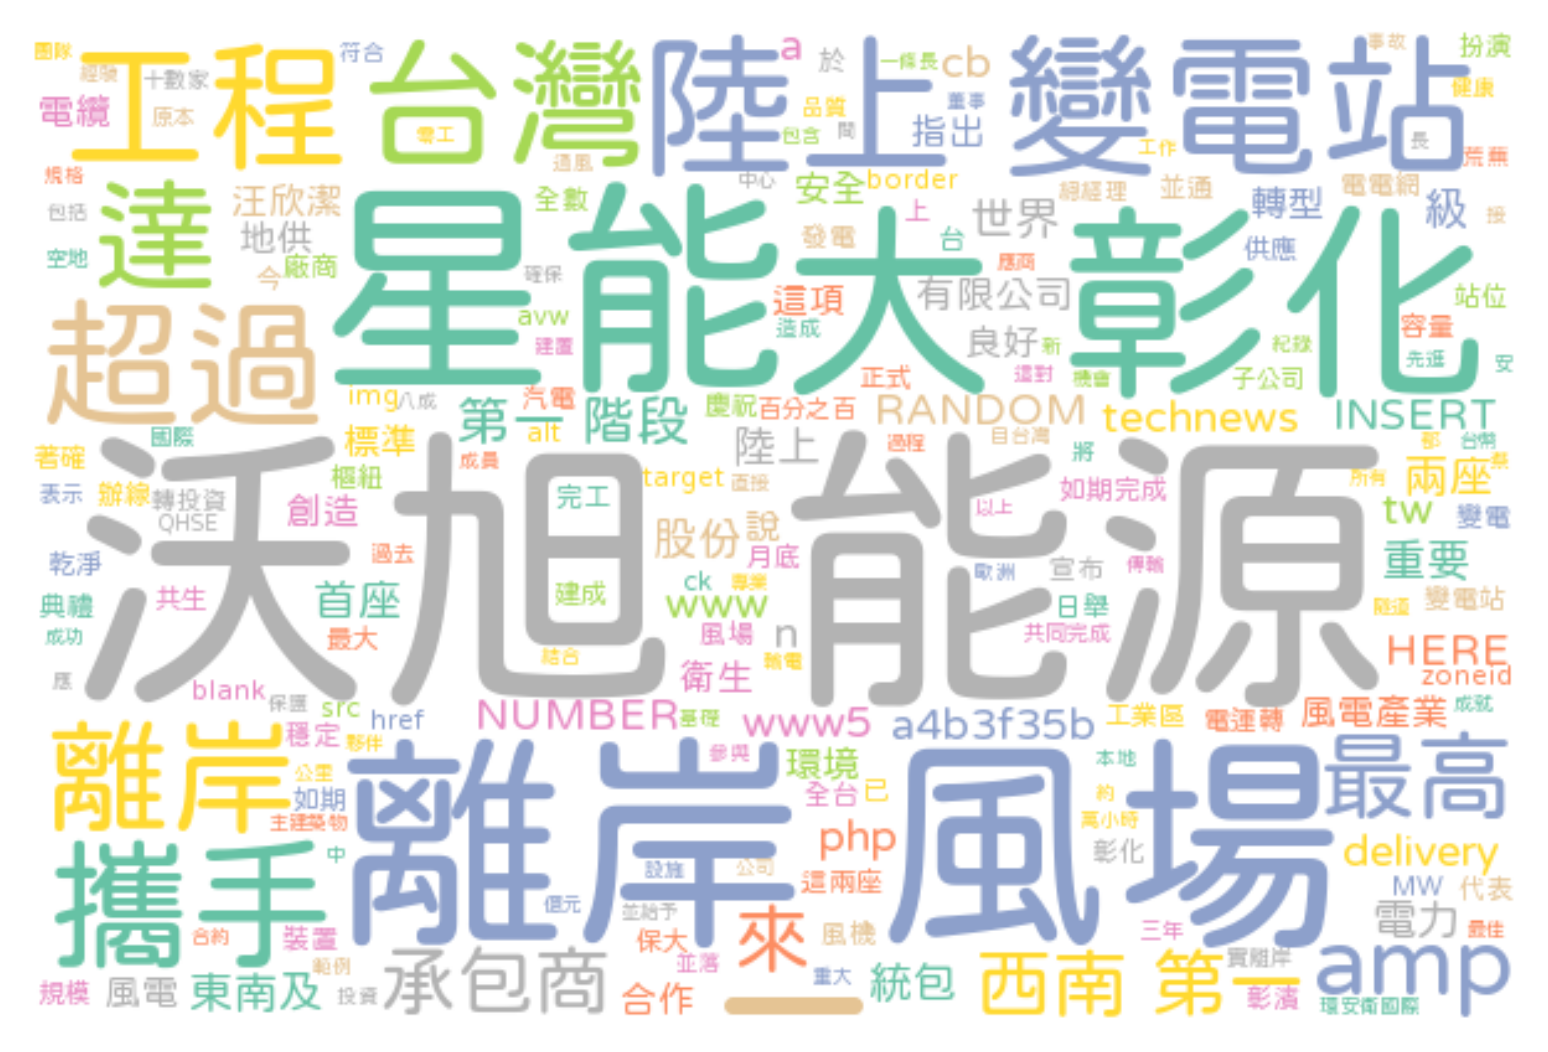 團隊 工程 台灣 符合 陸上 a 於 一條長 cb 變電站 事故 扮演
經驗 十數家 電纜 原本 電工 品質 董事 指出 健康
通風 包含 間 工作 長 荒蕪
規格 達 汪欣潔 全數 中心 安全 border 總經理 並通 電電網
包括 地供 星能 大 彰化 上 世界 轉型 級 接
空地 今 廠商 確保 發電 台 應商 供應
超過 avw 這項 有限公司 站位
建置 造成 良好 新 這對 機會 紀錄 容量 先進 安
img 八成 汽電 正式 子公司
第一 階段 慶祝 百分之百 RANDOM technews INSERT
國際 標準 alt 陸上 過程 目台灣 將 都 台幣
著確 樞紐 成員 target 直接 所有 兩座 祭
表示 辦線 轉投資 創造 完工 如期完成
QHSE 沃旭 能源 股份 說 以上 tw 變電
乾淨 過去 月底 歐洲 宣布 傳輸 重要
共生 首座 建成 ck 專業 www 日舉 隧道 變電站
典禮 成功 最大 風場 n 共同完成 HERE
結合 輸電 衛生 zoneid
應 blank 保護 src href NUMBER 基礎 www5 a4b3f35b 工業區 電運轉 風電產業 成就
離岸 穩定 夥伴 參與 環境 本地 最高
公里 如期 離岸 風場 全台 已 約
主建築物 php 萬小時
攜手 中 設施 公司 這兩座 彰化 delivery
億元 並給予 MW 代表
合約 裝置 來 風機 三年 電力 最佳
範例 承包商 保大 並落 重大 西南 第一 amp
規模 風電 東南及 投資 合作 一 統包 彰濱 環安衛國際